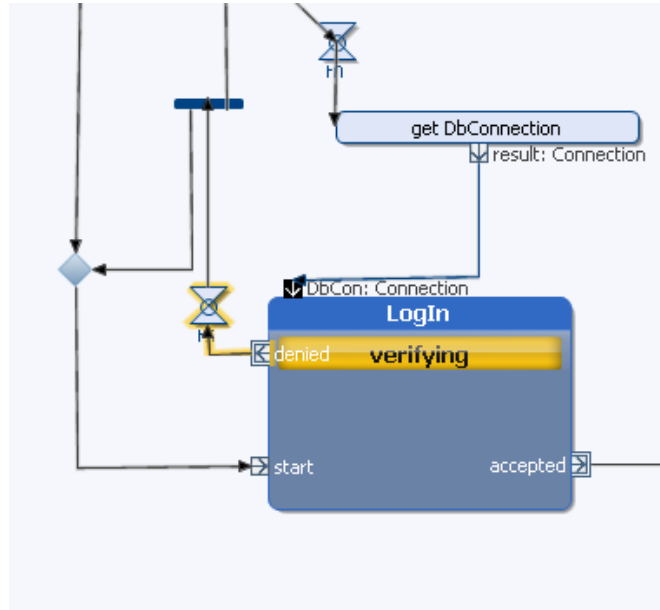 get DbConnection
result: Connection
DbCon: Connection
LogIn
denied
verifying
start
accepted